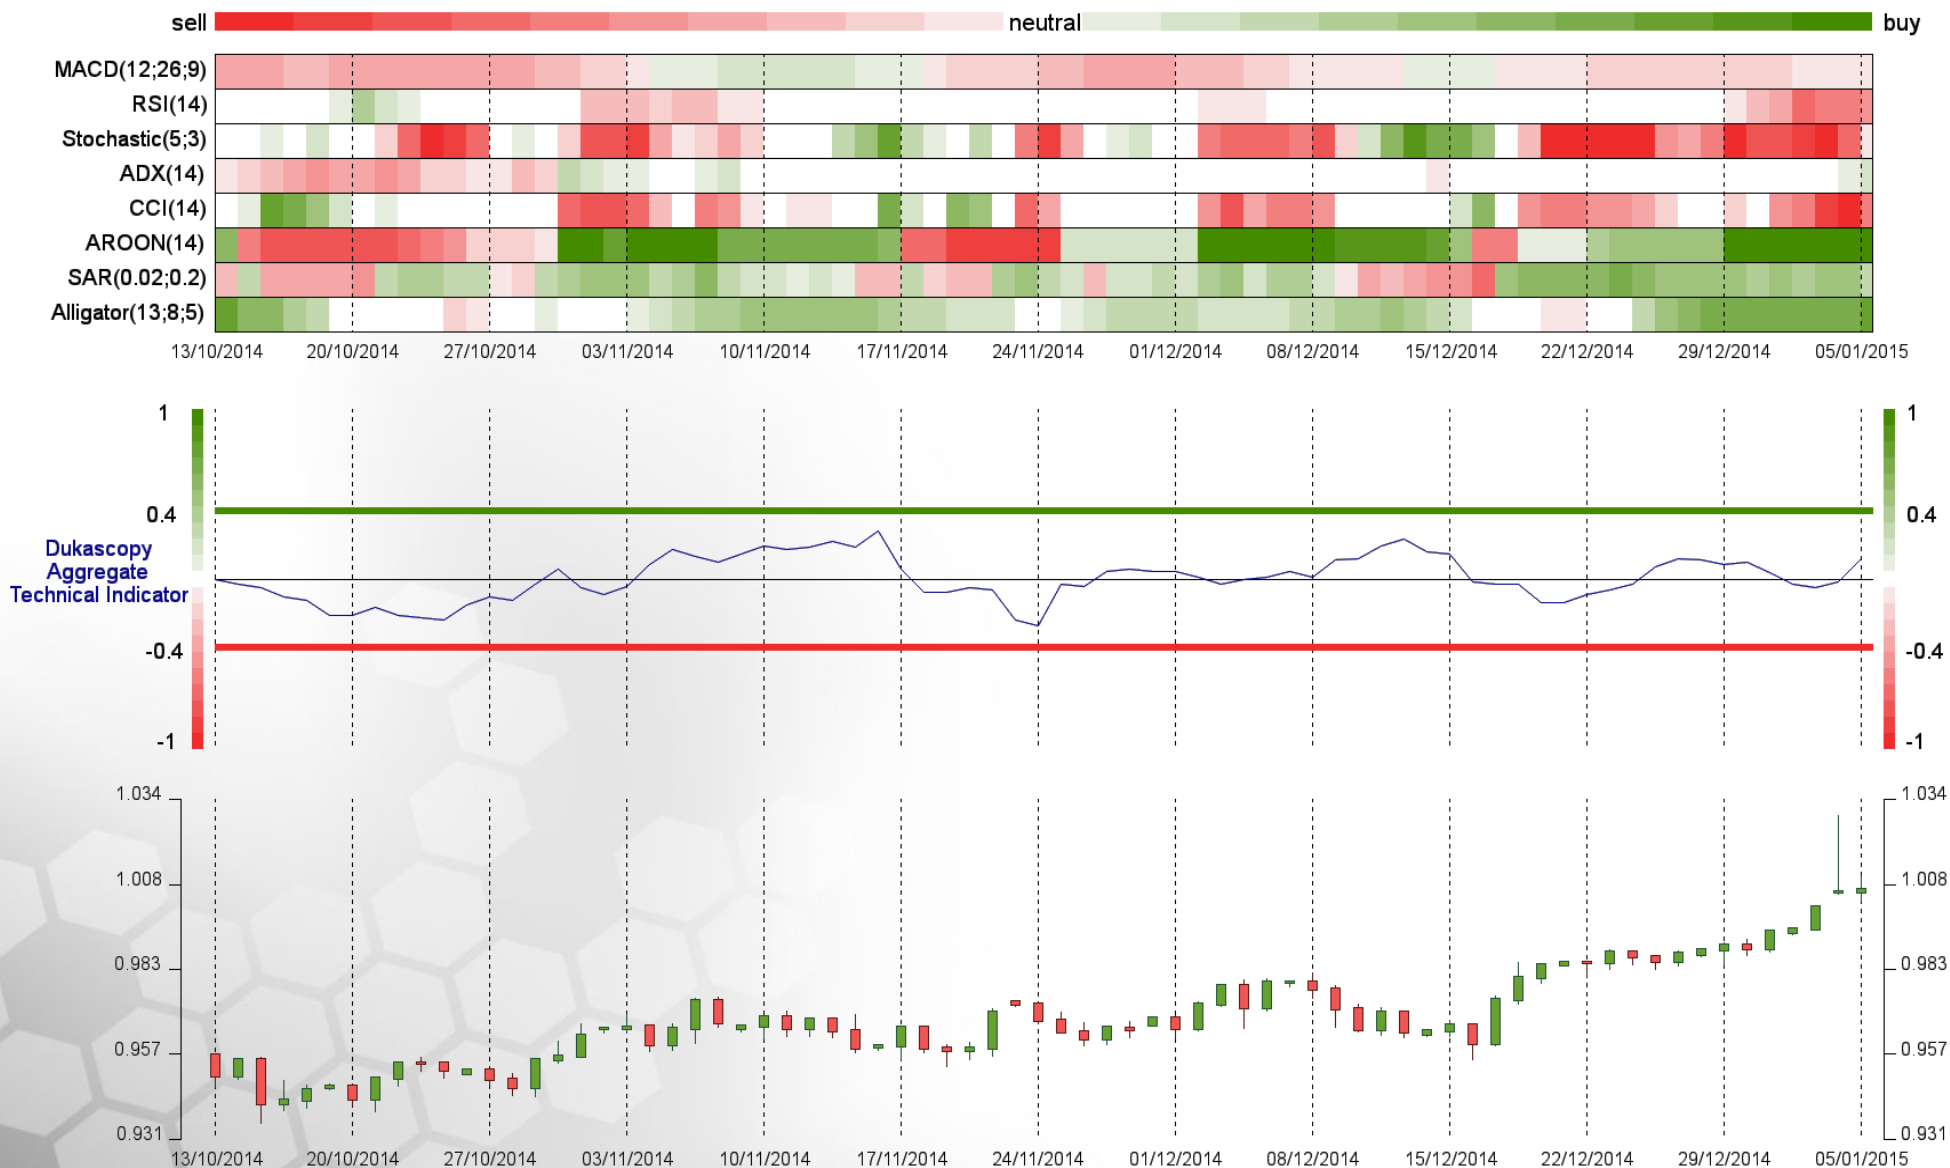 sell neutral buy
MACD(12;26;9)
RSI(14)
Stochastic(5;3)
ADX(14)
CCI(14)
AROON(14)
SAR(0.02;0.2)
Alligator(13;8;5)
13/10/2014 20/10/2014 27/10/2014 03/11/2014 10/11/2014 17/11/2014 24/11/2014 01/12/2014 08/12/2014 15/12/2014 22/12/2014 29/12/2014 05/01/2015
1 1
0.4 0.4
Dukascopy
Aggregate
Technical Indicator
-0.4 -0.4
-1 -1
1.034 1.034
1.008 1.008
0.983 0.983
0.957 0.957
0.931 0.931
13/10/2014 20/10/2014 27/10/2014 03/11/2014 10/11/2014 17/11/2014 24/11/2014 01/12/2014 08/12/2014 15/12/2014 22/12/2014 29/12/2014 05/01/2015